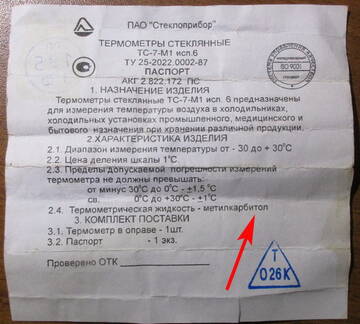 ПАО "Стеклоприбор"
ТЕРМОМЕТРЫ СТЕКЛЯННЫЕ
ТС-7-М1 исп.6
ТУ 25-2022.0002-87
ПАСПОРТ
АКГ 2.822.172 ПС
ISO 9001
1. НАЗНАЧЕНИЕ ИЗДЕЛИЯ
Термометры стеклянные ТС-7-М1 исп. 6 предназначены
для измерения температуры воздуха в холодильниках,
холодильных установках промышленного, медицинского и
бытового назначения при хранении различной продукции.
2.ХАРАКТЕРИСТИКА ИЗДЕЛИЯ
2.1. Диапазон измерения температуры от - 30 до + 30°С
2.2. Цена деления шкалы 1°С.
2.3. Пределы допускаемой погрешности измерений
термометра не должны превышать:
от минус 30°С до 0°С - ±1,5 °С
св. 0°С до +30°С - ±1°С
2.4. Термометрическая жидкость - метилкарбитол
3. КОМПЛЕКТ ПОСТАВКИ
3.1. Термометр в оправе - 1 шт.
3.2. Паспорт - 1 экз.
Проверено ОТК
Т
026К